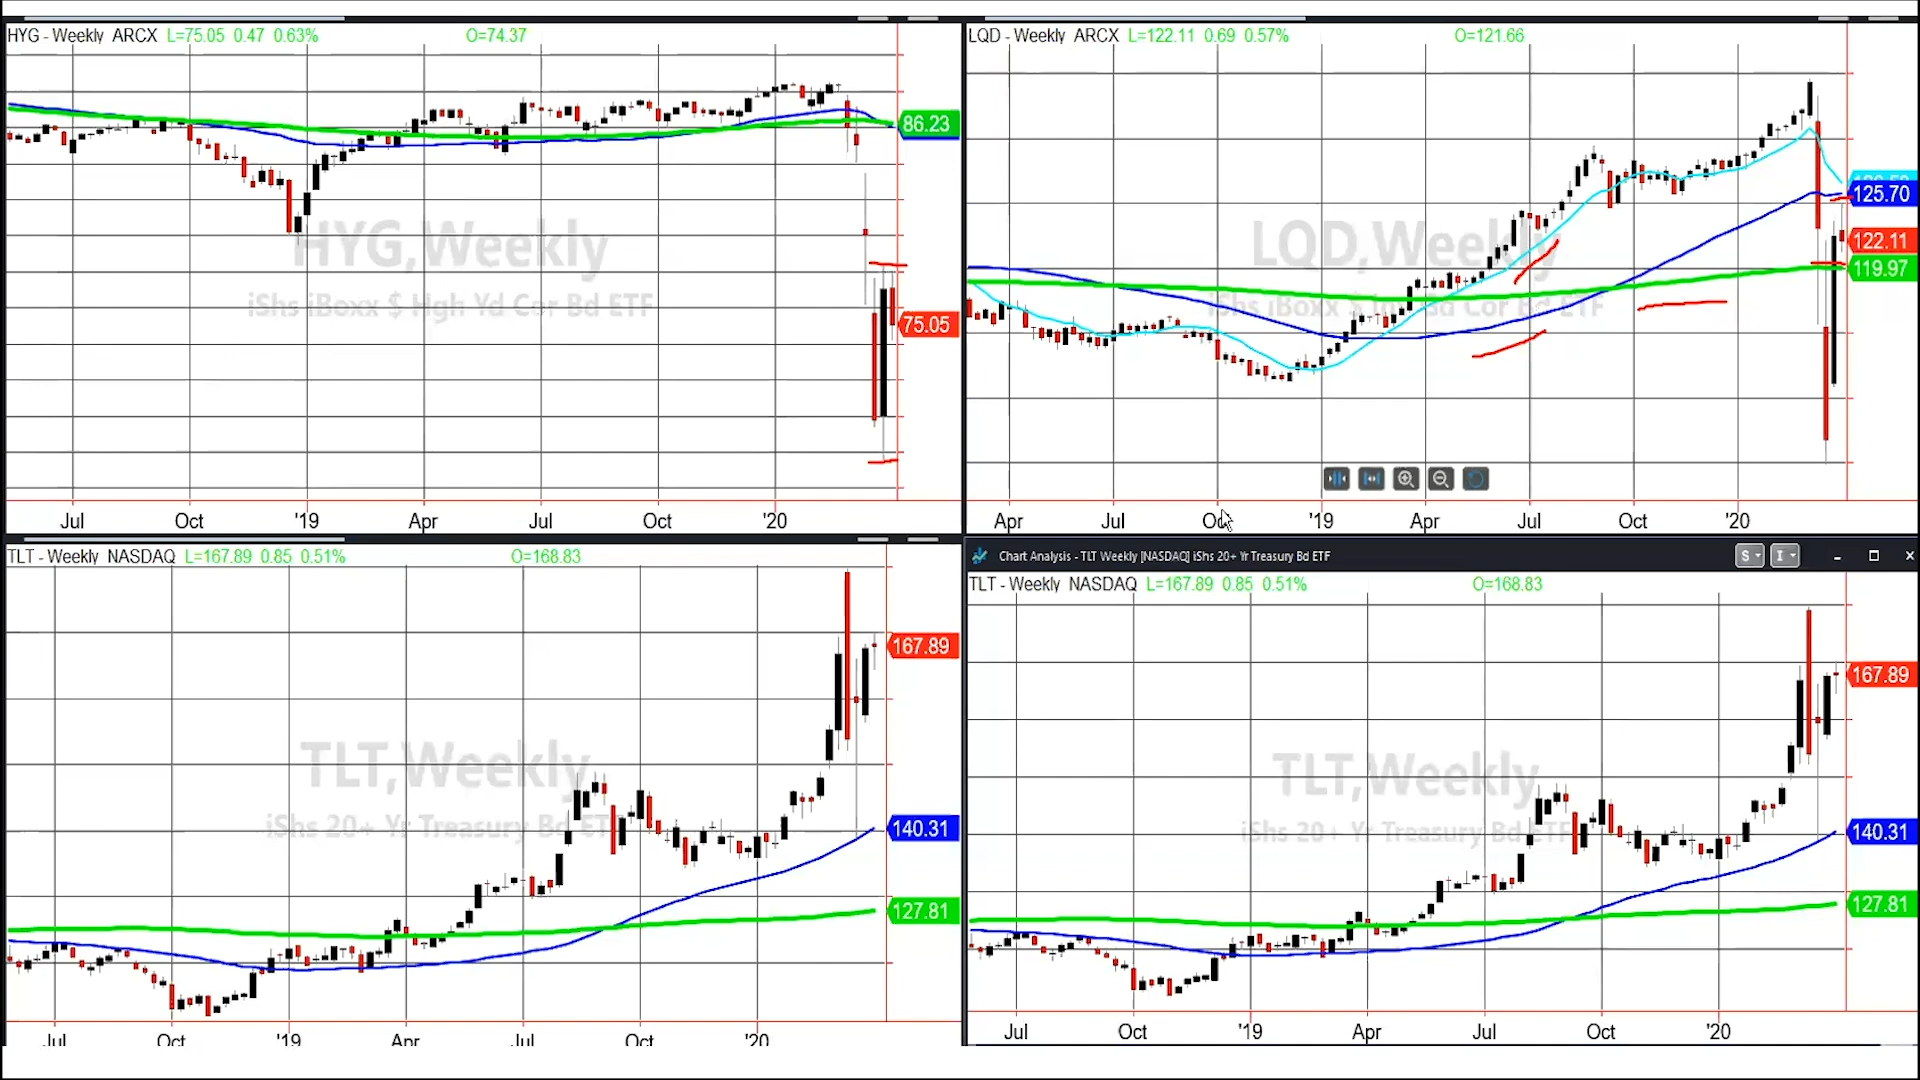 HYG - Weekly ARCX L=75.05 0.47 0.63% O=74.37
86.23
HYG,Weekly
iShs iBoxx $ Hgh Yd Cor Bd ETF
75.05
Jul Oct '19 Apr Jul Oct '20
LQD - Weekly ARCX L=122.11 0.69 0.57% O=121.66
125.70
LQD,Weekly
122.11
119.97
iShs iBoxx $ Bd Cor Bd ETF
Apr Jul Oct '19 Apr Jul Oct '20
TLT - Weekly NASDAQ L=167.89 0.85 0.51% O=168.83
167.89
TLT,Weekly
iShs 20+ Yr Treasury Bd ETF
140.31
127.81
Jul Oct '19 Apr Jul Oct '20
Chart Analysis - TLT Weekly [NASDAQ] iShs 20+ Yr Treasury Bd ETF S I
TLT - Weekly NASDAQ L=167.89 0.85 0.51% O=168.83
167.89
TLT,Weekly
iShs 20+ Yr Treasury Bd ETF
140.31
127.81
Jul Oct '19 Apr Jul Oct '20